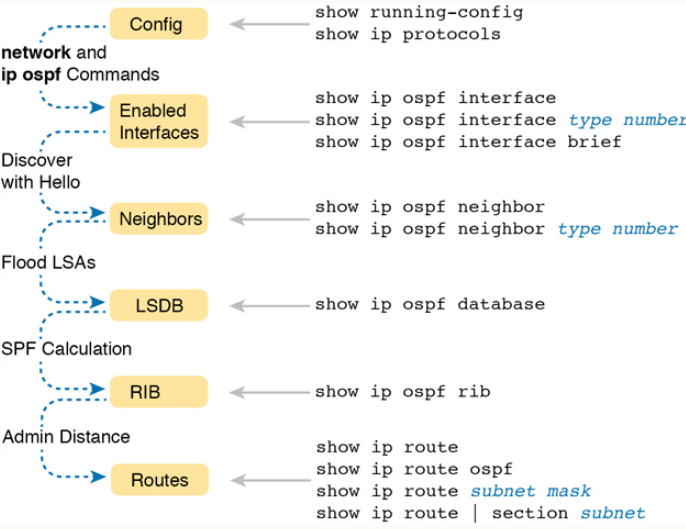 Config
show running-config
show ip protocols
network and
ip ospf Commands
Enabled
Interfaces
show ip ospf interface
show ip ospf interface type number
show ip ospf interface brief
Discover
with Hello
Neighbors
show ip ospf neighbor
show ip ospf neighbor type number
Flood LSAs
LSDB
show ip ospf database
SPF Calculation
RIB
show ip ospf rib
Admin Distance
Routes
show ip route
show ip route ospf
show ip route subnet mask
show ip route | section subnet